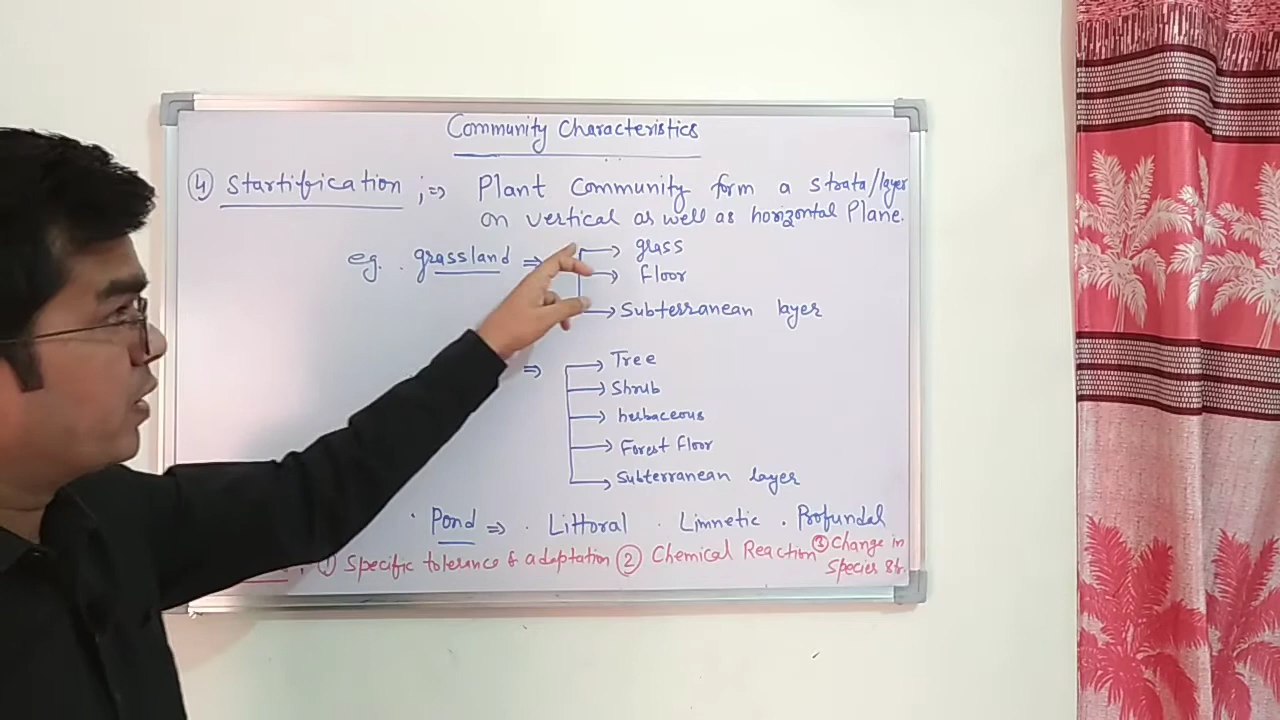 Community Characteristics
④ Startification ;⇒ Plant Community form a strata/layer
on vertical as well as horizontal Plane.
eg. . grassland ⇒ → grass
→ floor
→ Subterranean layer
⇒ → Tree
→ Shrub
→ herbaceous
→ Forest floor
→ Subterranean layer
. Pond ⇒ . Littoral . Limnetic . Profundal
① Specific tolerance & adaptation ② Chemical Reaction ③ Change in
Species